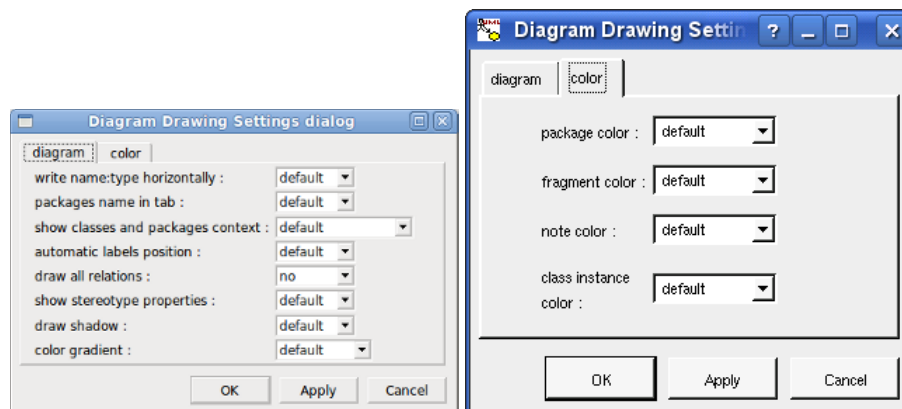 Diagram Drawing Settings dialog
diagram color
write name:type horizontally : default
packages name in tab : default
show classes and packages context : default
automatic labels position : default
draw all relations : no
show stereotype properties : default
draw shadow : default
color gradient : default
OK Apply Cancel
Diagram Drawing Settin
diagram color
package color : default
fragment color : default
note color : default
class instance
color : default
OK Apply Cancel